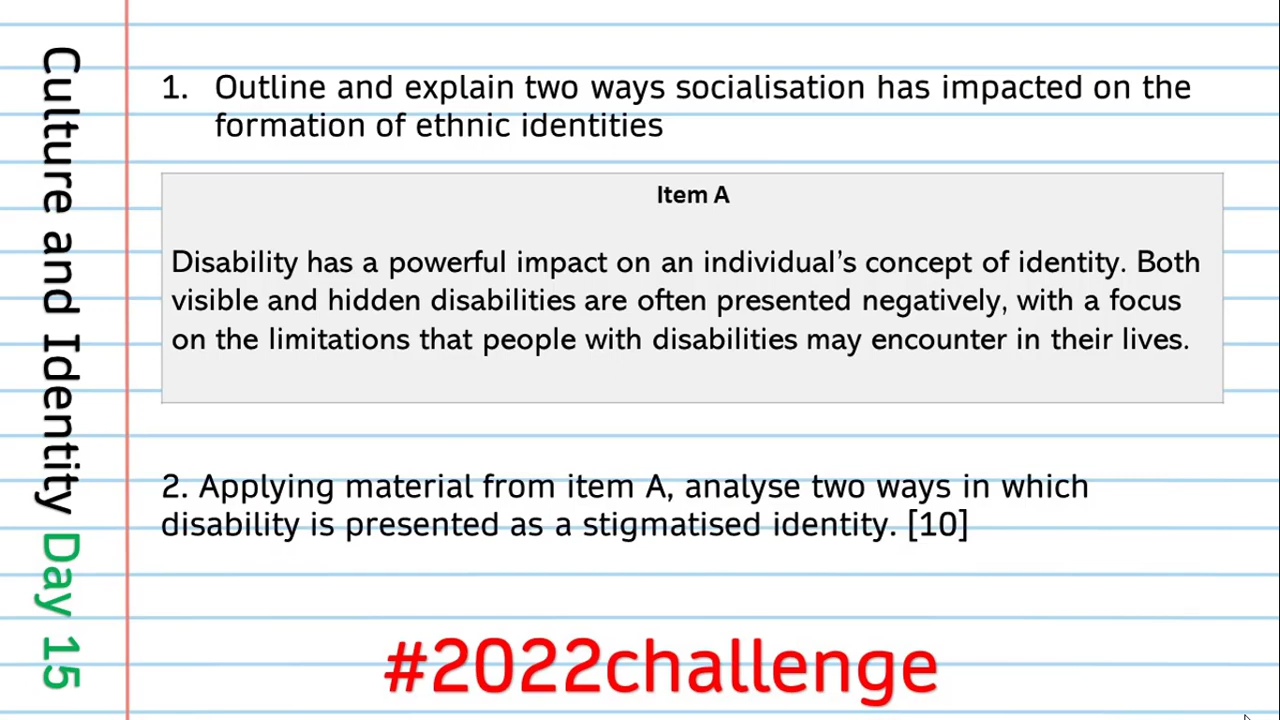 Culture and Identity Day 15
1. Outline and explain two ways socialisation has impacted on the
formation of ethnic identities
Item A
Disability has a powerful impact on an individual’s concept of identity. Both
visible and hidden disabilities are often presented negatively, with a focus
on the limitations that people with disabilities may encounter in their lives.
2. Applying material from item A, analyse two ways in which
disability is presented as a stigmatised identity. [10]
#2022challenge